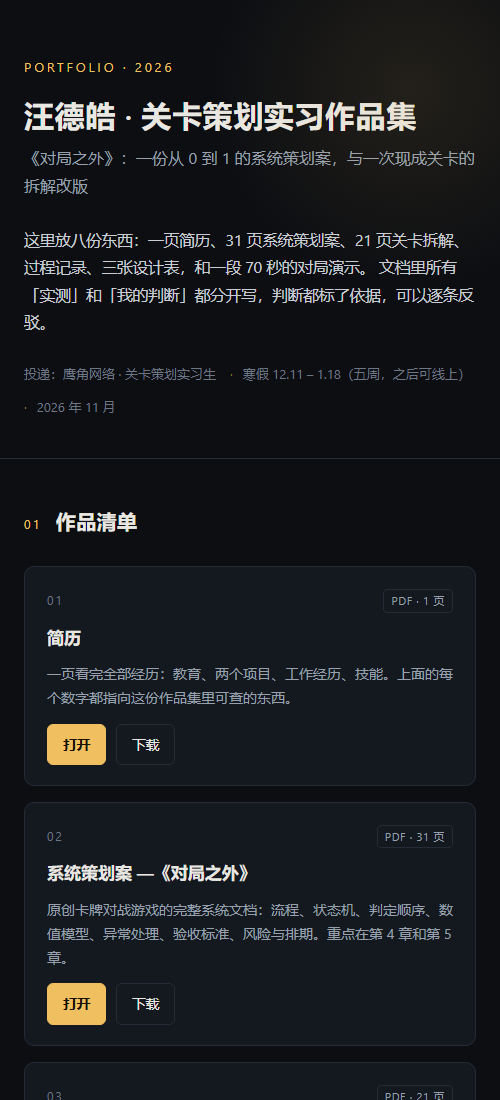 PORTFOLIO · 2026
汪德皓 · 关卡策划实习作品集
《对局之外》：一份从 0 到 1 的系统策划案，与一次现成关卡的
拆解改版
这里放八份东西：一页简历、31 页系统策划案、21 页关卡拆解、
过程记录、三张设计表，和一段 70 秒的对局演示。 文档里所有
「实测」和「我的判断」都分开写，判断都标了依据，可以逐条反
驳。
投递：鹰角网络 · 关卡策划实习生 · 寒假 12.11 – 1.18（五周，之后可线上）
· 2026 年 11 月
01 作品清单
01 PDF · 1 页
简历
一页看完全部经历：教育、两个项目、工作经历、技能。上面的每
个数字都指向这份作品集里可查的东西。
打开 下载
02 PDF · 31 页
系统策划案 —《对局之外》
原创卡牌对战游戏的完整系统文档：流程、状态机、判定顺序、数
值模型、异常处理、验收标准、风险与排期。重点在第 4 章和第 5
章。
打开 下载
03 PDF · 21 页